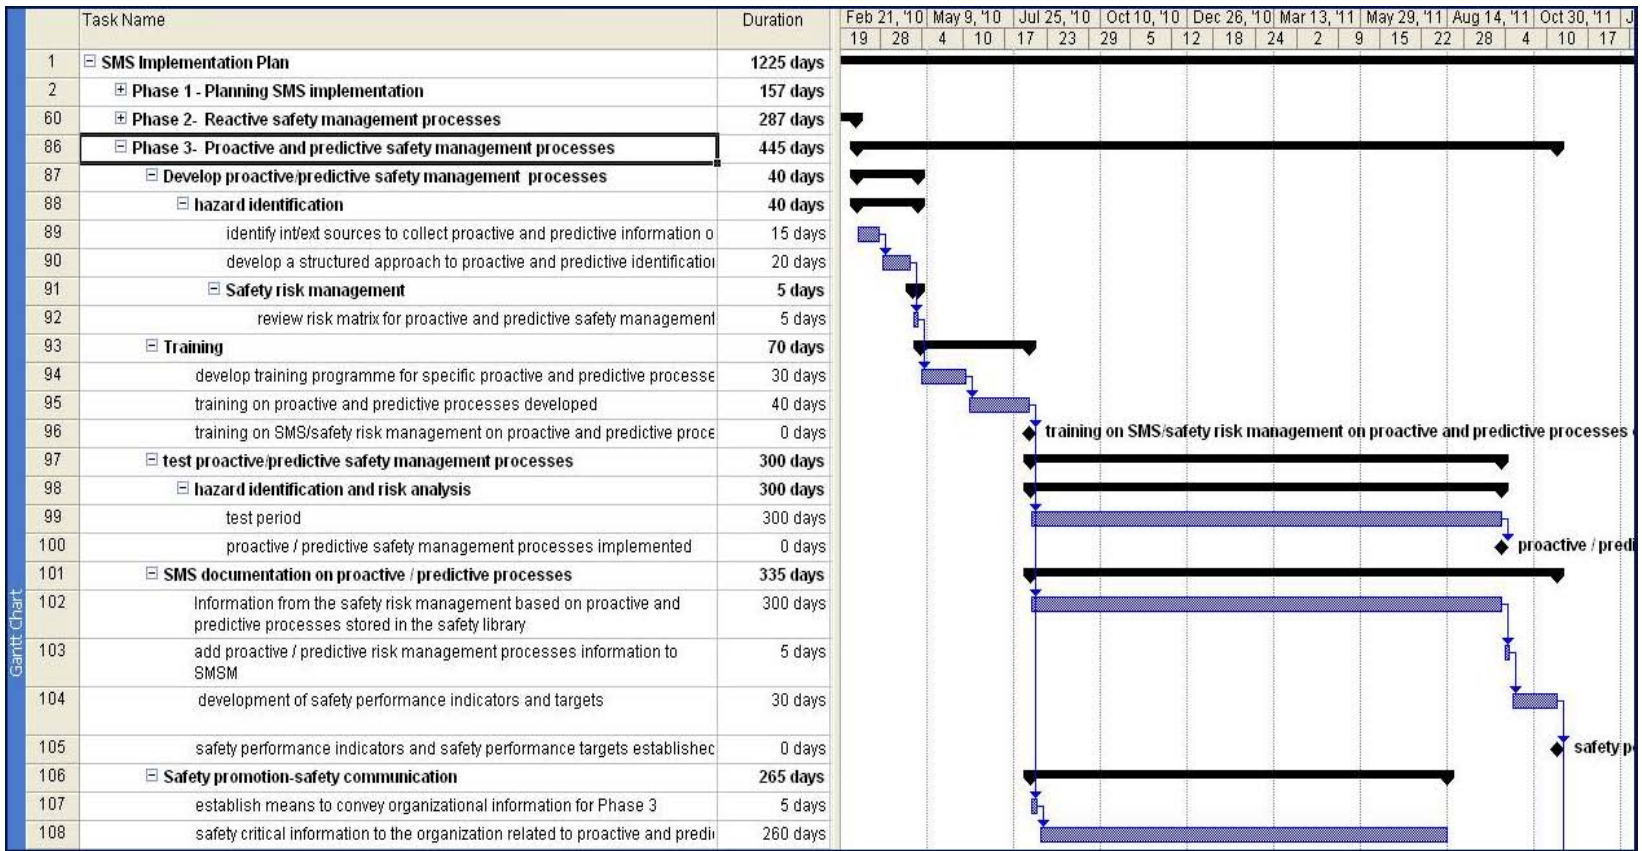 Task Name Duration Feb 21, '10 May 9, '10 Jul 25, '10 Oct 10, '10 Dec 26, '10 Mar 13, '11 May 29, '11 Aug 14, '11 Oct 30, '11 J
19 28 4 10 17 23 29 5 12 18 24 2 9 15 22 28 4 10 17
1 SMS Implementation Plan 1225 days
2 Phase 1 - Planning SMS implementation 157 days
60 Phase 2- Reactive safety management processes 287 days
86 Phase 3- Proactive and predictive safety management processes 445 days
87 Develop proactive/predictive safety management processes 40 days
88 hazard identification 40 days
89 identify int/ext sources to collect proactive and predictive information o 15 days
90 develop a structured approach to proactive and predictive identificatior 20 days
91 Safety risk management 5 days
92 review risk matrix for proactive and predictive safety management 5 days
93 Training 70 days
94 develop training programme for specific proactive and predictive processe 30 days
95 training on proactive and predictive processes developed 40 days
96 training on SMS/safety risk management on proactive and predictive proce 0 days training on SMS/safety risk management on proactive and predictive processes
97 test proactive/predictive safety management processes 300 days
98 hazard identification and risk analysis 300 days
99 test period 300 days
100 proactive / predictive safety management processes implemented 0 days proactive / predi
101 SMS documentation on proactive / predictive processes 335 days
102 Information from the safety risk management based on proactive and 300 days
predictive processes stored in the safety library
103 add proactive / predictive risk management processes information to 5 days
SMSM
104 development of safety performance indicators and targets 30 days
105 safety performance indicators and safety performance targets established 0 days safety p
106 Safety promotion-safety communication 265 days
107 establish means to convey organizational information for Phase 3 5 days
108 safety critical information to the organization related to proactive and predi 260 days
Gantt Chart